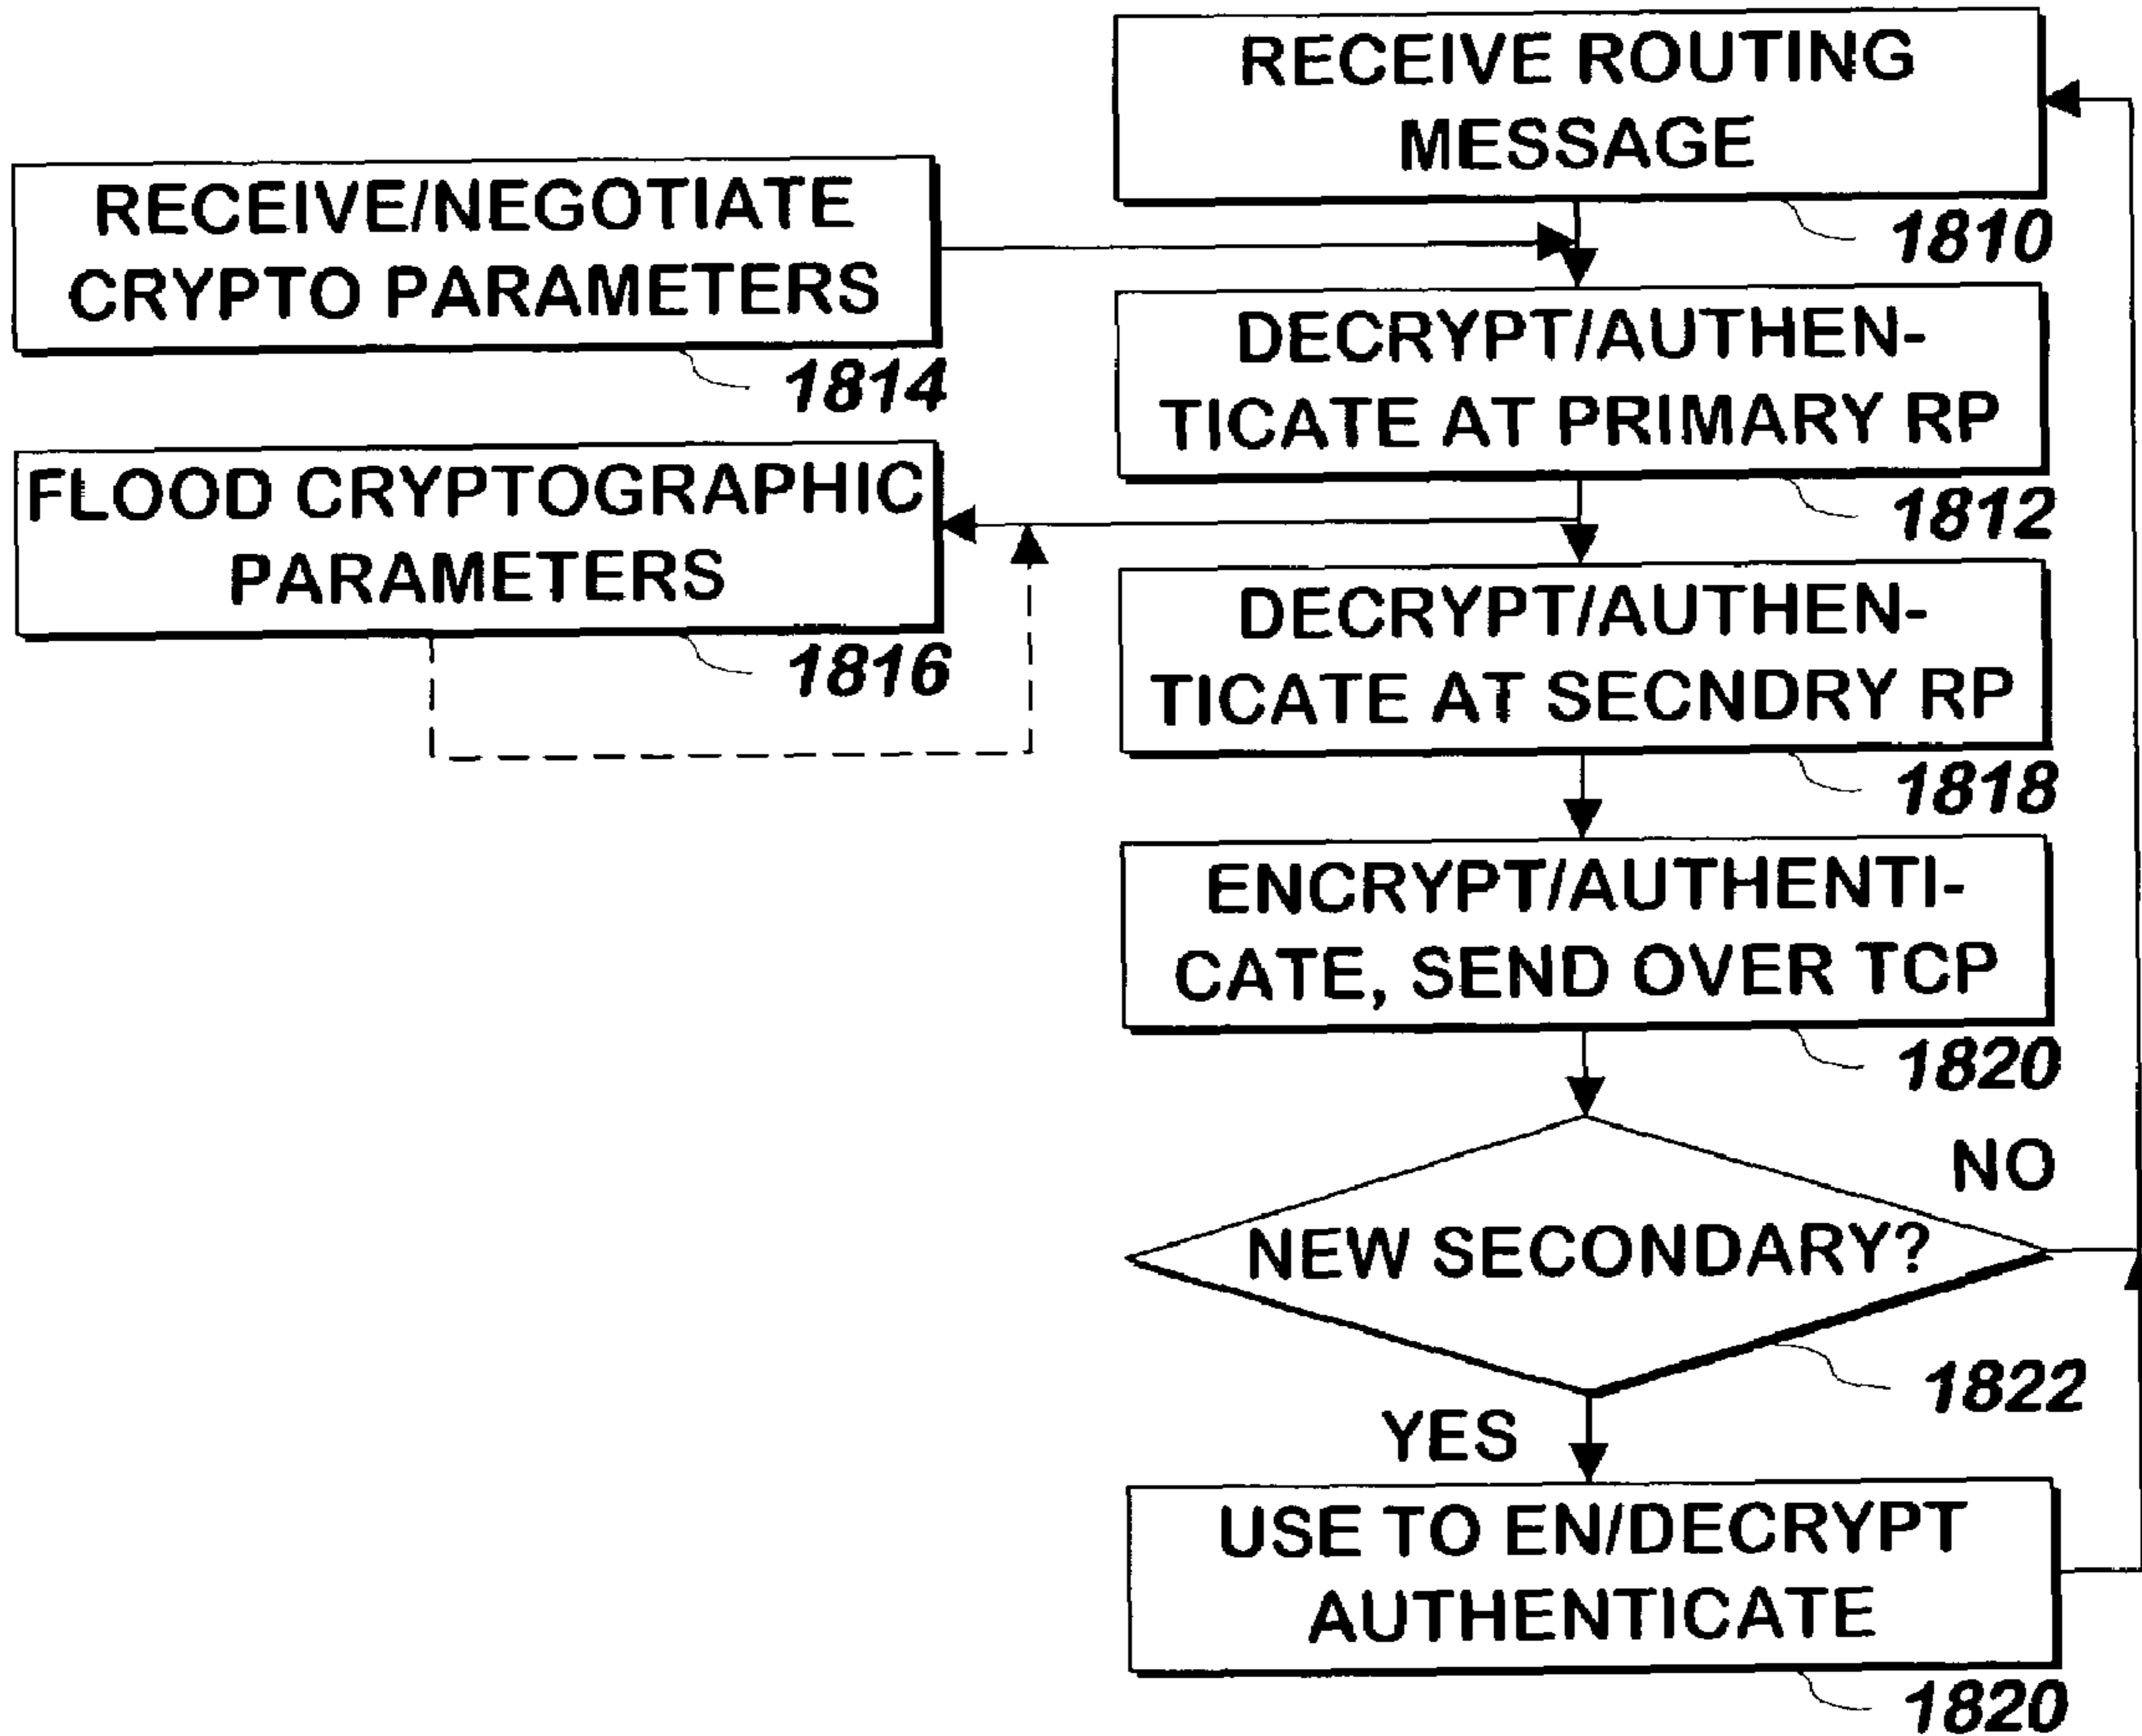 RECEIVE ROUTING
MESSAGE
1810
RECEIVE/NEGOTIATE
CRYPTO PARAMETERS
1814
DECRYPT/AUTHEN-
TICATE AT PRIMARY RP
1812
FLOOD CRYPTOGRAPHIC
PARAMETERS
1816
DECRYPT/AUTHEN-
TICATE AT SECNDRY RP
1818
ENCRYPT/AUTHENTI-
CATE, SEND OVER TCP
1820
NO
NEW SECONDARY?
1822
YES
USE TO EN/DECRYPT
AUTHENTICATE
1820